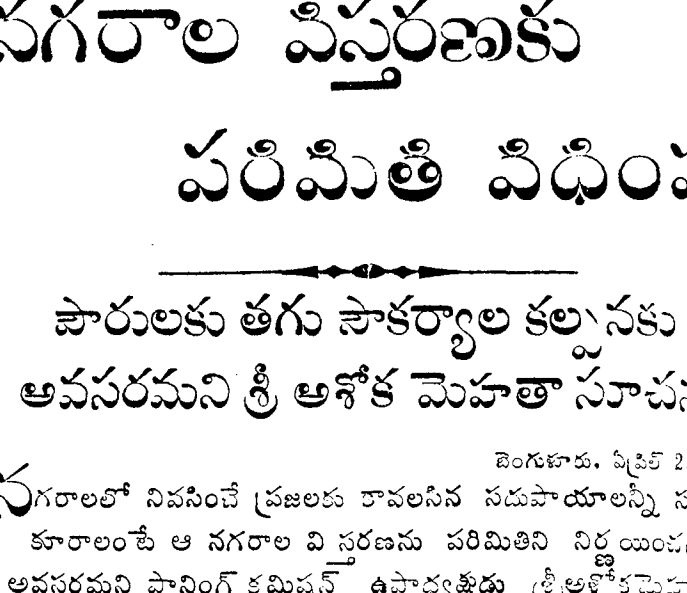 నగరాల విస్తరణకు
పరిమితి విధిం
పౌరులకు తగు సౌకర్యాల కల్పనకు
అవసరమని శ్రీ అశోక మెహతా సూచన
బెంగుళూరు, ఏప్రిల్ 2
నగరాలలో నివసించే ప్రజలకు కావలసిన సదుపాయాలన్నీ స
కూరాలంటే ఆ నగరాల విస్తరణను పరిమితిని నిర్ణయించ
అవసరమని ప్లానింగ్ కమిషన్ ఉపాధ్యక్షుడు శ్రీ అశోక మెహ